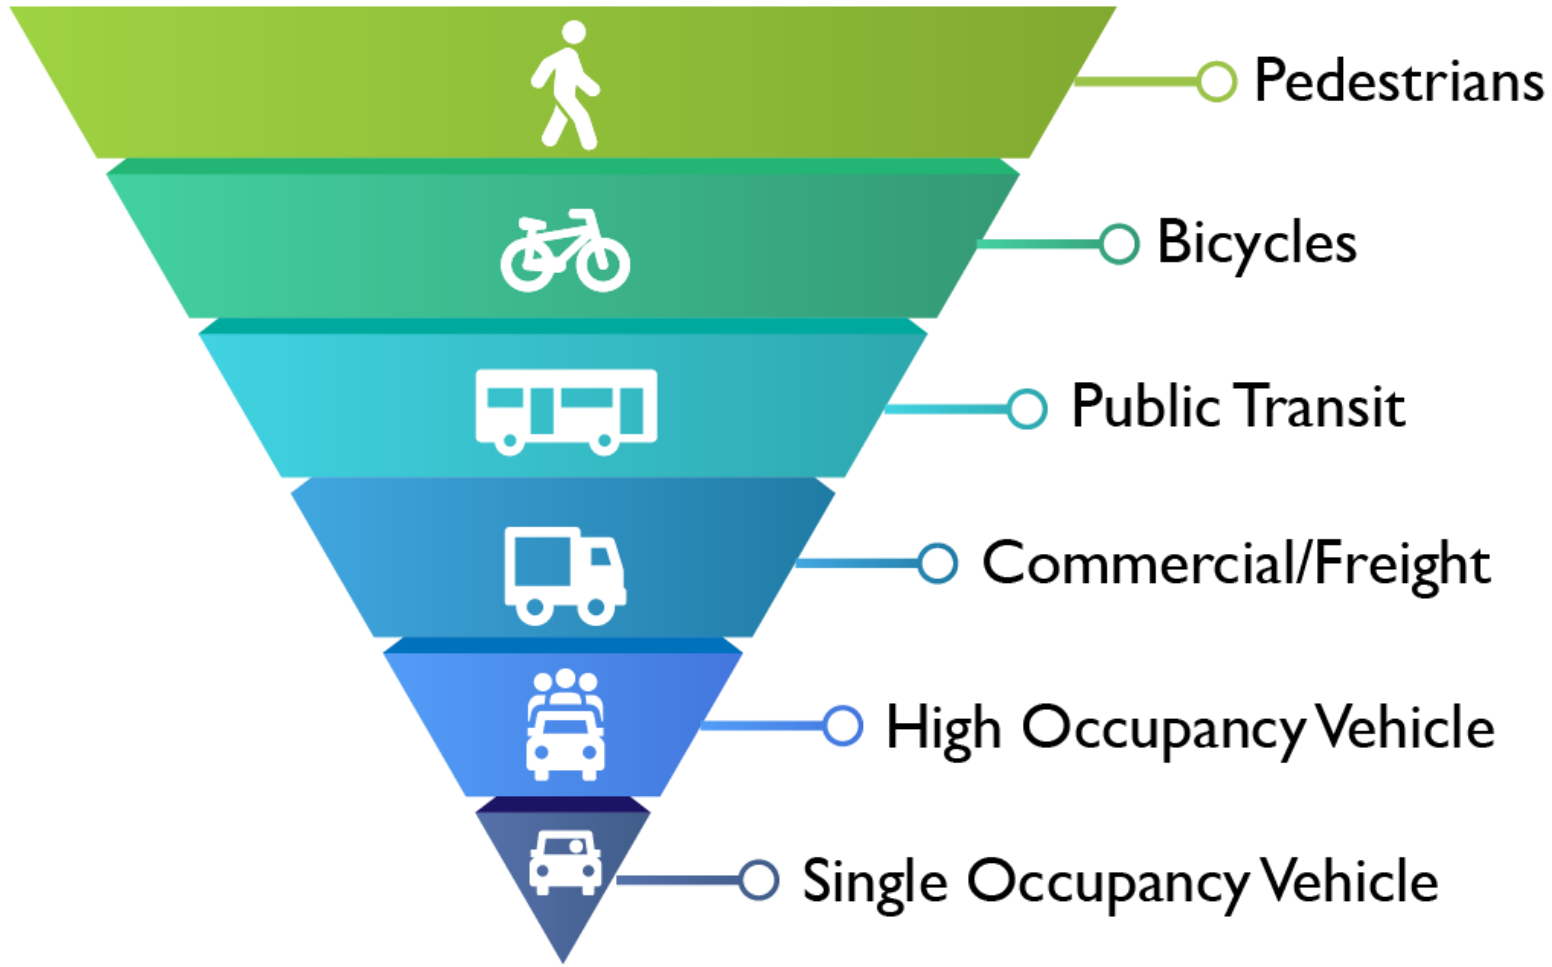 Pedestrians
Bicycles
Public Transit
Commercial/Freight
High Occupancy Vehicle
Single Occupancy Vehicle